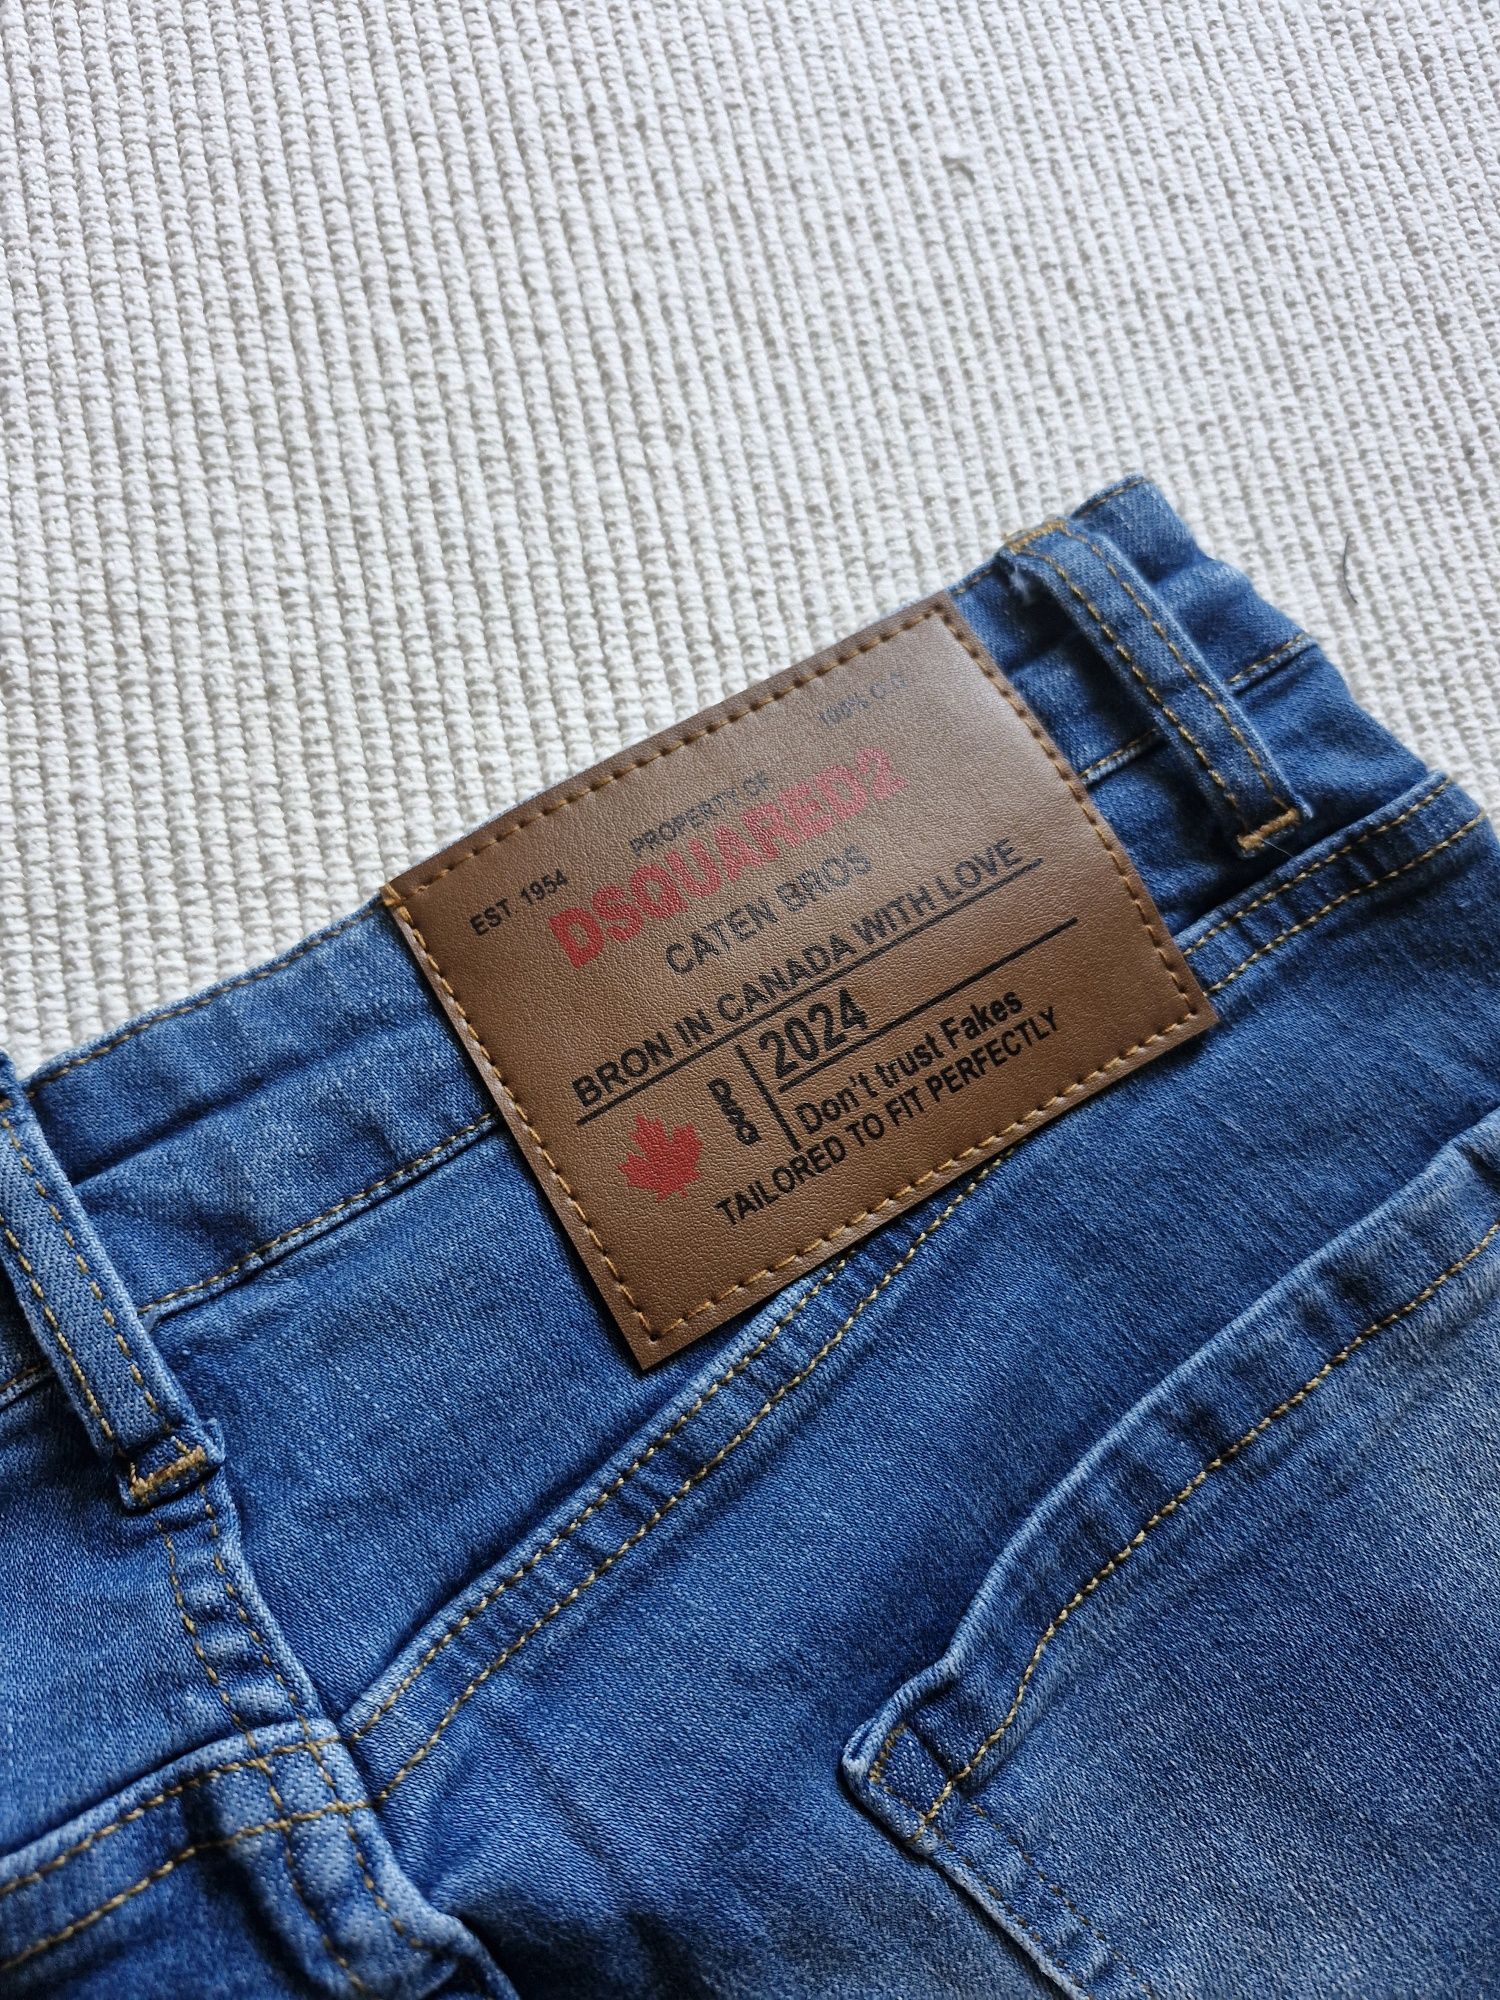 100% C.C.
PROPERTY OF
EST. 1954
DSQUARED2
CATEN BROS
BRON IN CANADA WITH LOVE
DSQ
2024
Don't trust Fakes
TAILORED TO FIT PERFECTLY